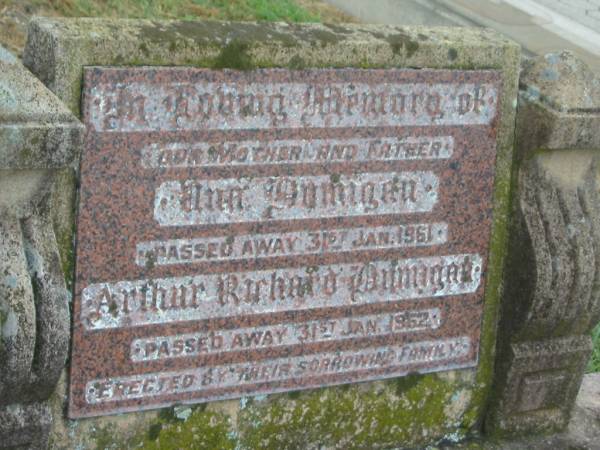 In Loving Memory of
OUR MOTHER AND FATHER
Ann
PASSED AWAY 31ST JAN. 1951
Arthur Richard
PASSED AWAY 31ST JAN. 1952
ERECTED BY THEIR SORROWING FAMILY